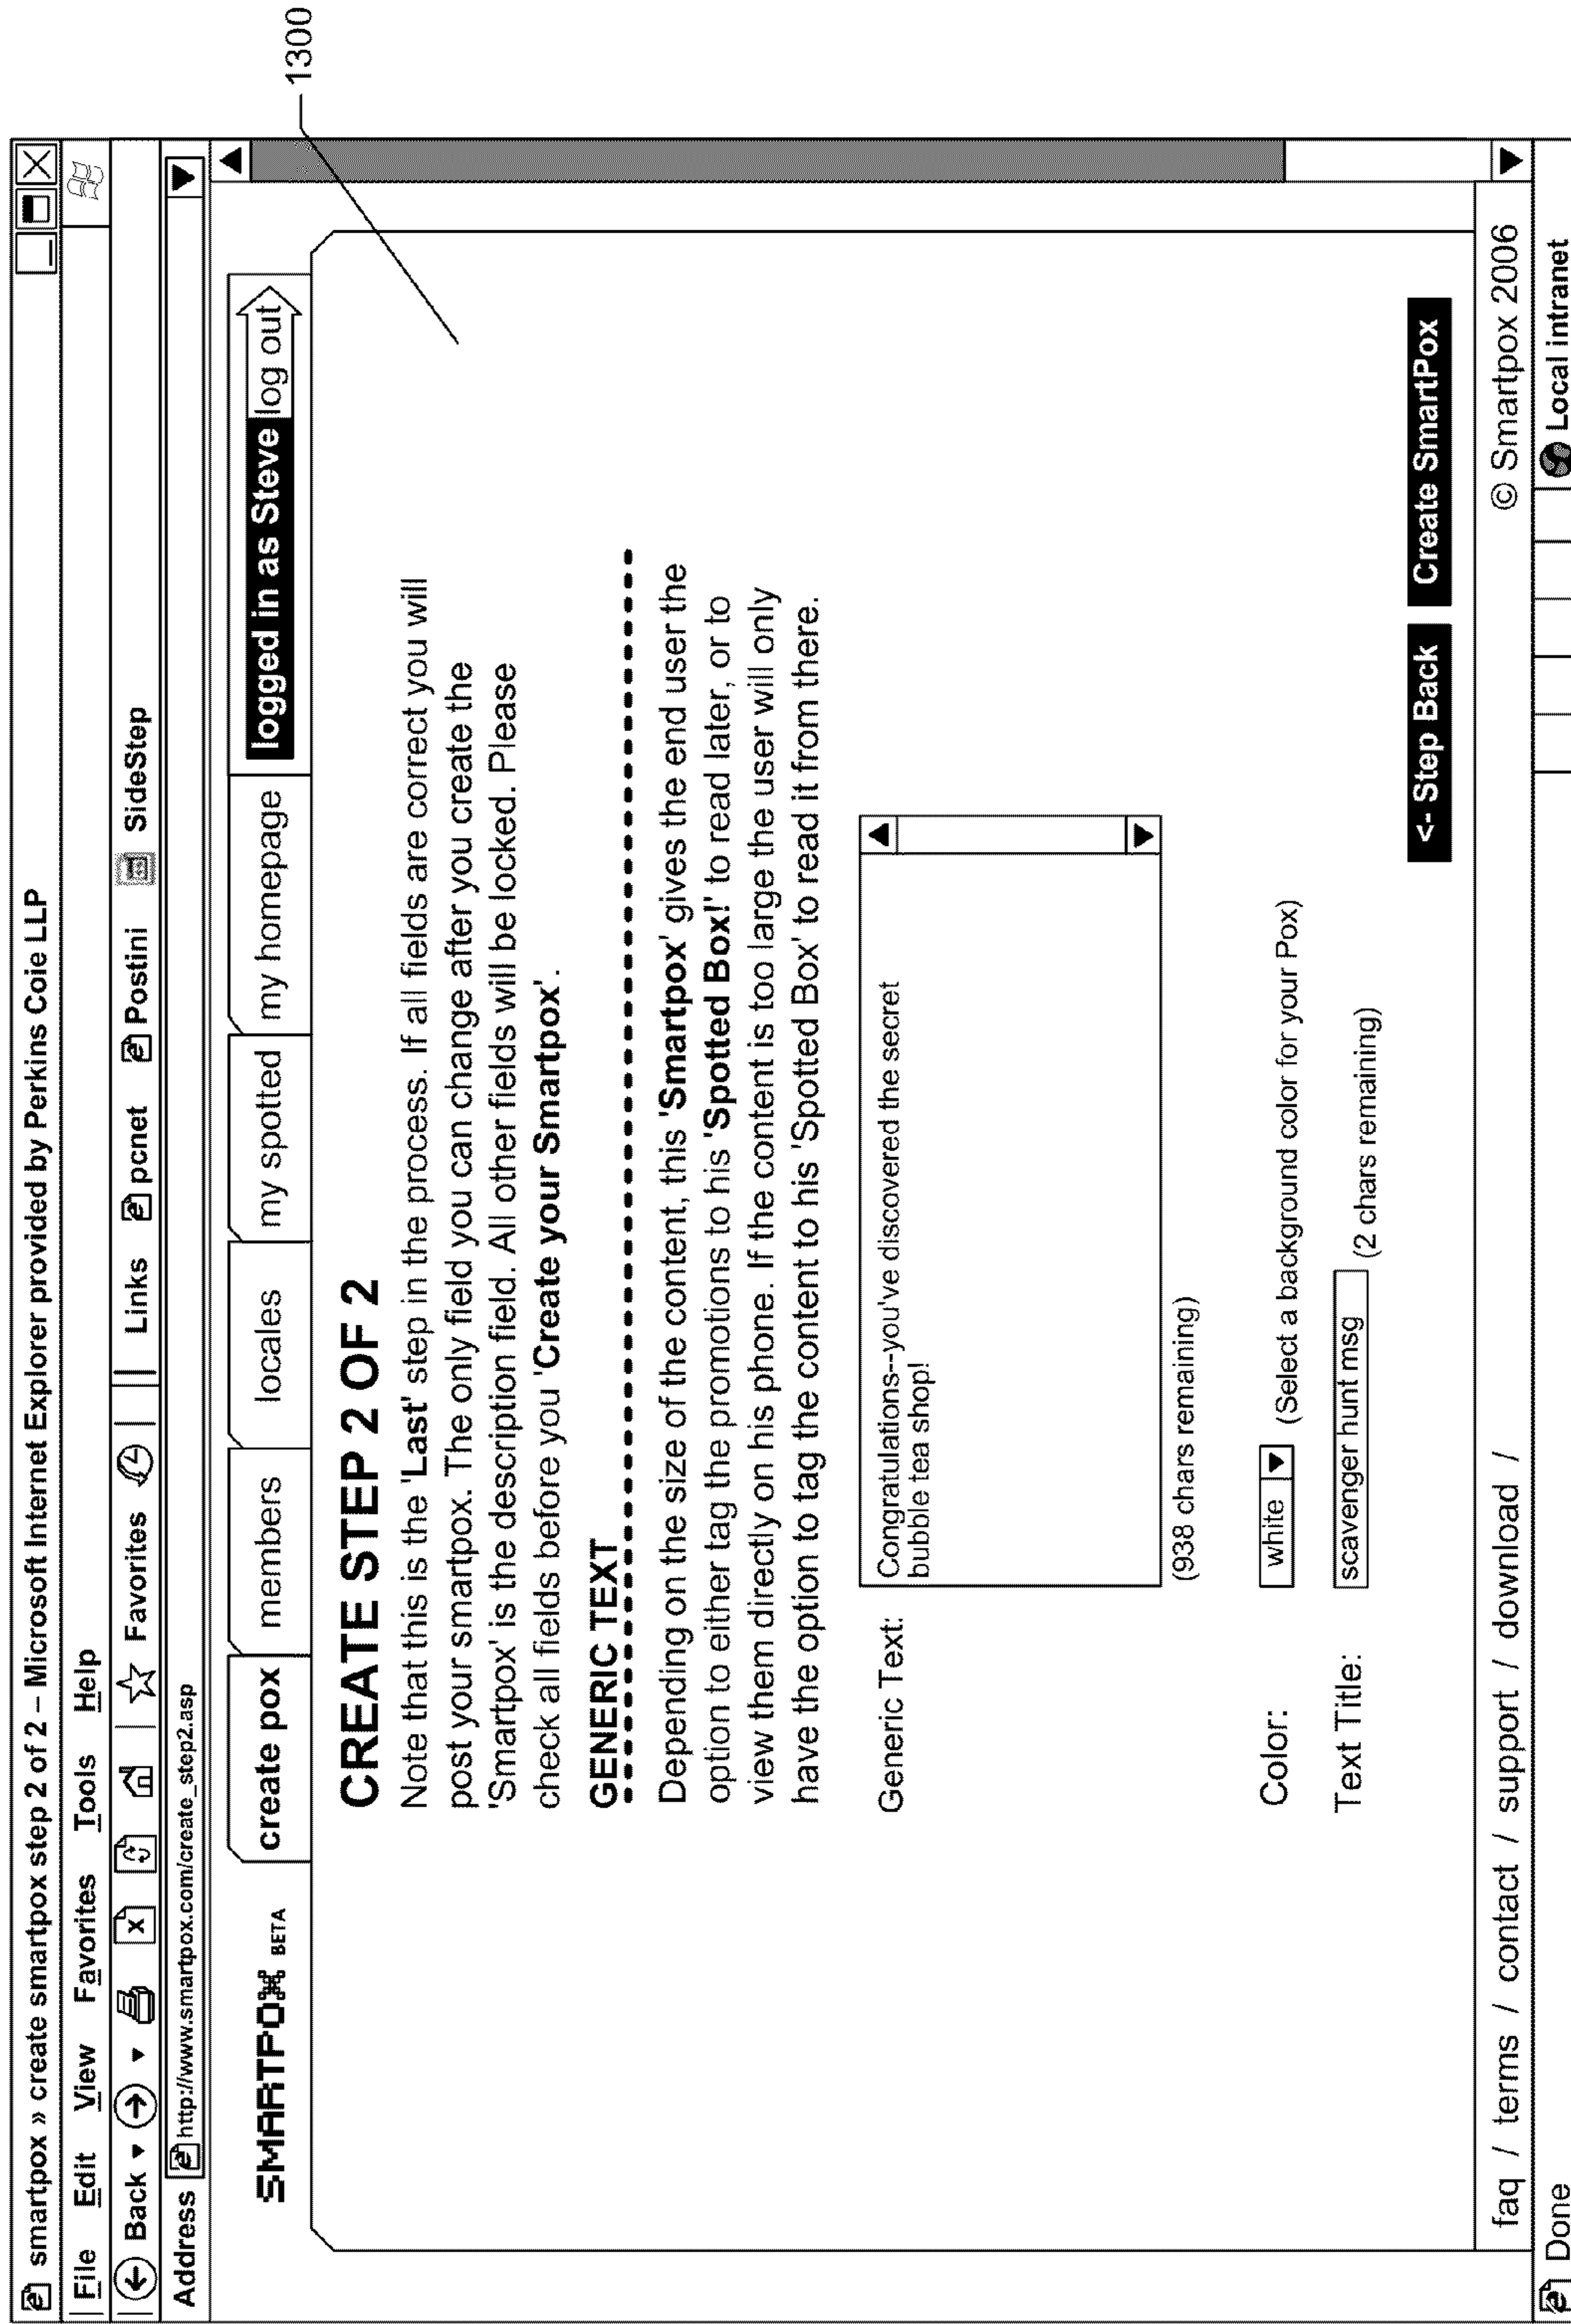 smartpox » create smartpox step 2 of 2 – Microsoft Internet Explorer provided by Perkins Coie LLP
File Edit View Favorites Tools Help
Back Favorites Links pcnet Postini SideStep
Address http://www.smartpox.com/create_step2.asp
SMARTPOX BETA create pox members locales my spotted my homepage logged in as Steve log out
1300
CREATE STEP 2 OF 2
Note that this is the 'Last' step in the process. If all fields are correct you will
post your smartpox. The only field you can change after you create the
'Smartpox' is the description field. All other fields will be locked. Please
check all fields before you 'Create your Smartpox'.
GENERIC TEXT
Depending on the size of the content, this 'Smartpox' gives the end user the
option to either tag the promotions to his 'Spotted Box!' to read later, or to
view them directly on his phone. If the content is too large the user will only
have the option to tag the content to his 'Spotted Box' to read it from there.
Generic Text: Congratulations--you've discovered the secret
bubble tea shop!
(938 chars remaining)
Color: white (Select a background color for your Pox)
Text Title: scavenger hunt msg (2 chars remaining)
<- Step Back Create SmartPox
faq / terms / contact / support / download / © Smartpox 2006
Done Local intranet